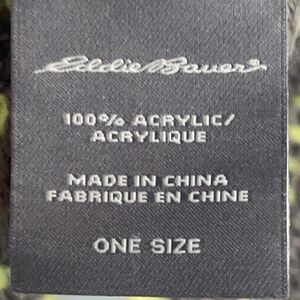 Eddie Bauer®
100% ACRYLIC/
ACRYLIQUE
MADE IN CHINA
FABRIQUE EN CHINE
ONE SIZE